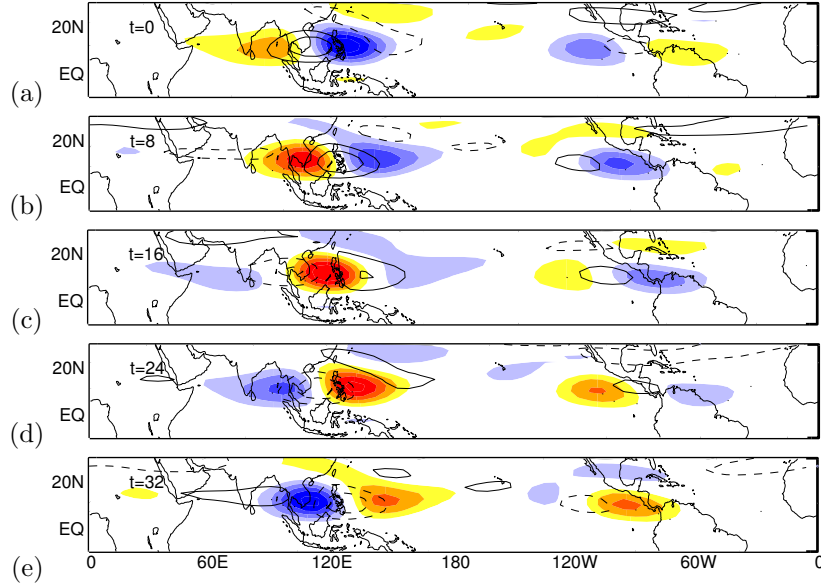 20N
t=0
EQ
(a)
20N
t=8
EQ
(b)
20N
t=16
EQ
(c)
20N
t=24
EQ
(d)
20N
t=32
EQ
(e)
0 60E 120E 180 120W 60W 0